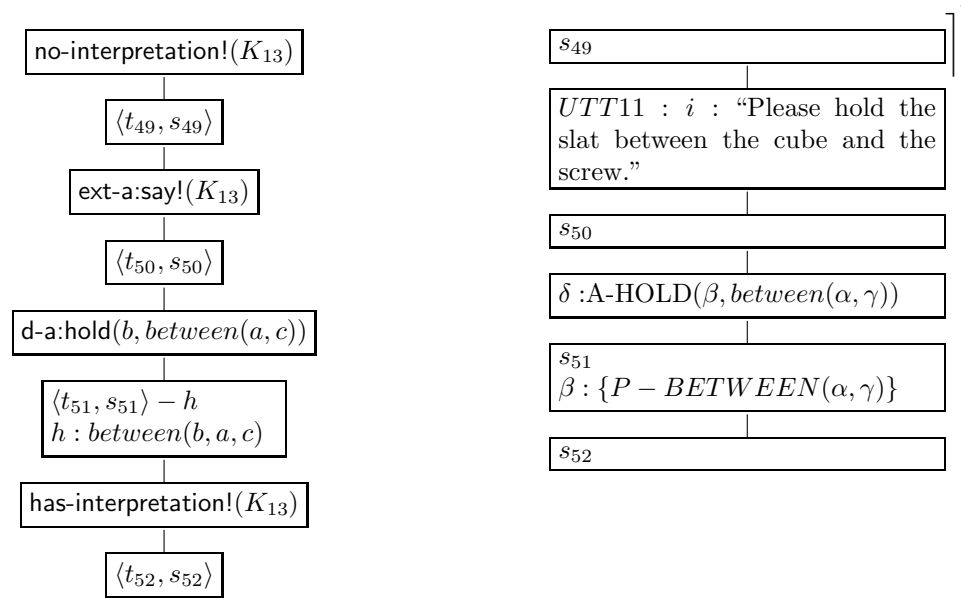 no-interpretation!(K₁₃)
⟨t₄₉, s₄₉⟩
ext-a:say!(K₁₃)
⟨t₅₀, s₅₀⟩
d-a:hold(b, between(a, c))
⟨t₅₁, s₅₁⟩ − h
h : between(b, a, c)
has-interpretation!(K₁₃)
⟨t₅₂, s₅₂⟩
s₄₉
UTT11 : i : “Please hold the
slat between the cube and the
screw.”
s₅₀
δ :A-HOLD(β, between(α, γ))
s₅₁
β : {P − BETWEEN(α, γ)}
s₅₂